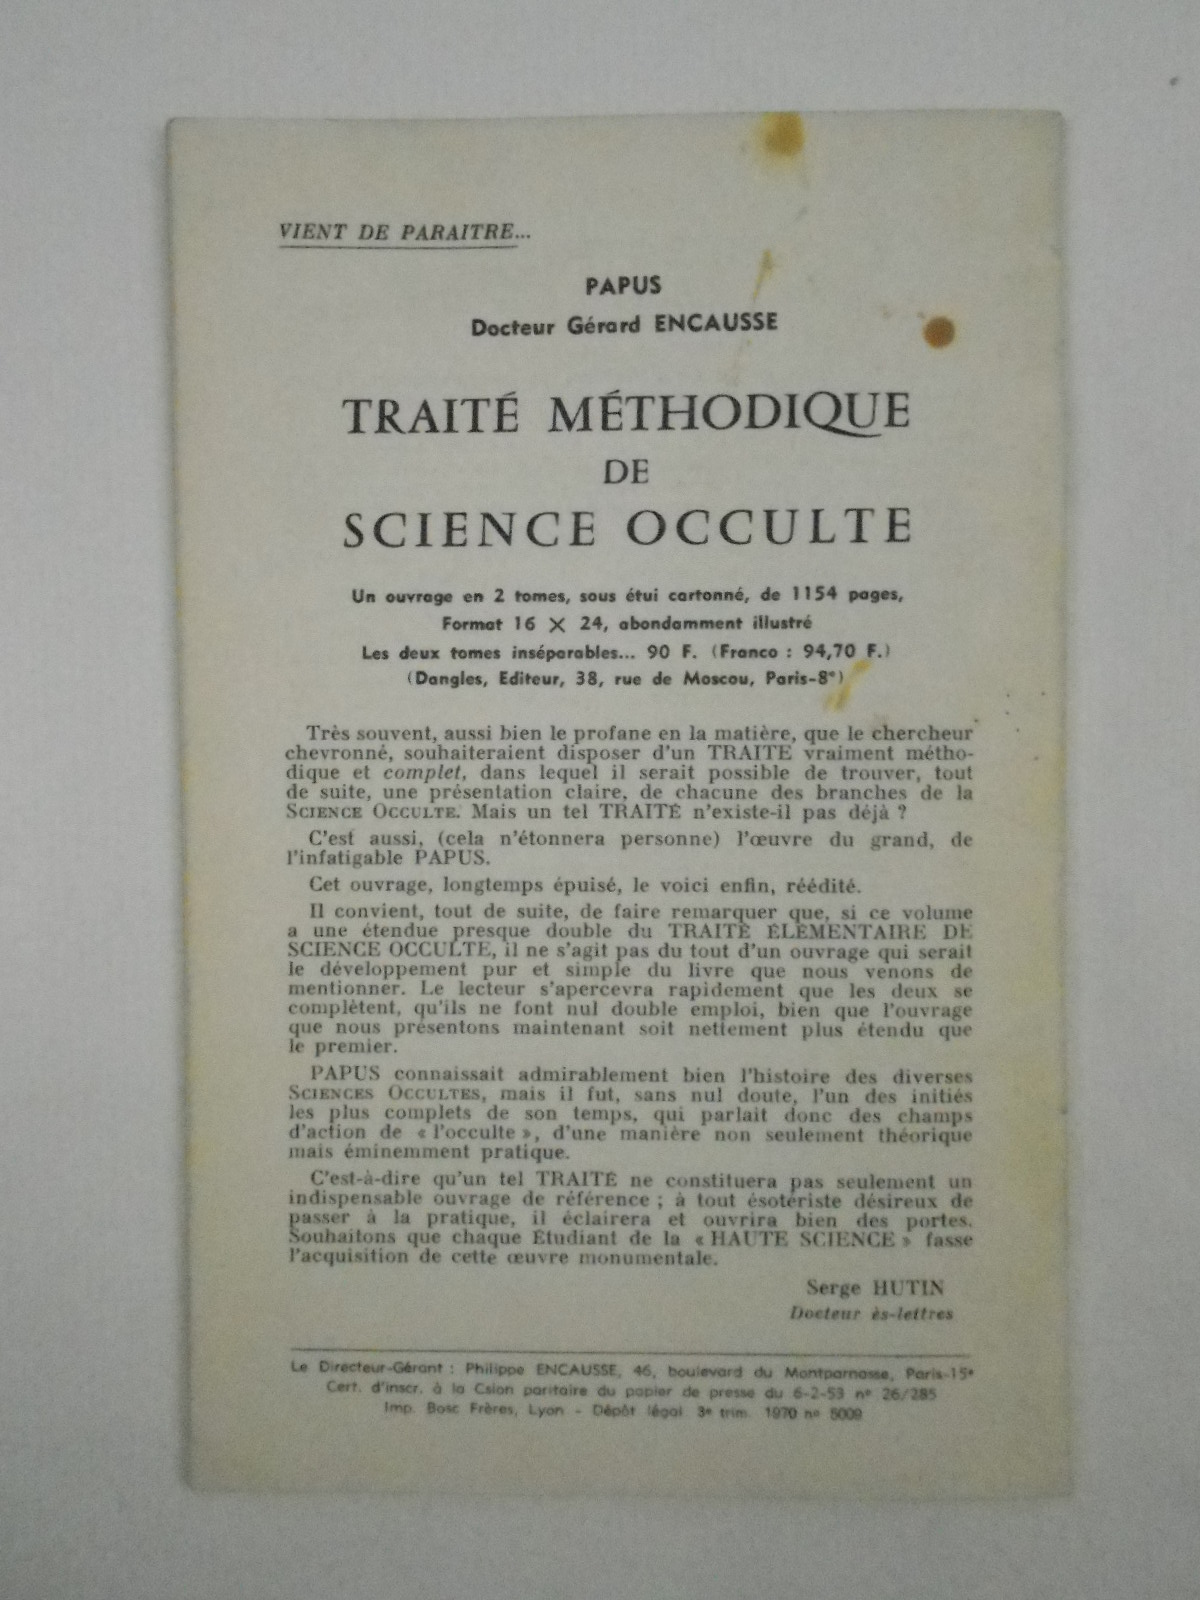 VIENT DE PARAITRE...
PAPUS
Docteur Gérard ENCAUSSE
TRAITÉ MÉTHODIQUE
DE
SCIENCE OCCULTE
Un ouvrage en 2 tomes, sous étui cartonné, de 1154 pages,
Format 16 × 24, abondamment illustré
Les deux tomes inséparables... 90 F. (Franco : 94,70 F.)
(Dangles, Editeur, 38, rue de Moscou, Paris-8e)
Très souvent, aussi bien le profane en la matière, que le chercheur
chevronné, souhaiteraient disposer d'un TRAITE vraiment métho-
dique et complet, dans lequel il serait possible de trouver, tout
de suite, une présentation claire, de chacune des branches de la
SCIENCE OCCULTE. Mais un tel TRAITÉ n'existe-il pas déjà ?
C'est aussi, (cela n'étonnera personne) l'œuvre du grand, de
l'infatigable PAPUS.
Cet ouvrage, longtemps épuisé, le voici enfin, réédité.
Il convient, tout de suite, de faire remarquer que, si ce volume
a une étendue presque double du TRAITÉ ÉLÉMENTAIRE DE
SCIENCE OCCULTE, il ne s'agit pas du tout d'un ouvrage qui serait
le développement pur et simple du livre que nous venons de
mentionner. Le lecteur s'apercevra rapidement que les deux se
complètent, qu'ils ne font nul double emploi, bien que l'ouvrage
que nous présentons maintenant soit nettement plus étendu que
le premier.
PAPUS connaissait admirablement bien l'histoire des diverses
SCIENCES OCCULTES, mais il fut, sans nul doute, l'un des initiés
les plus complets de son temps, qui parlait donc des champs
d'action de « l'occulte », d'une manière non seulement théorique
mais éminemment pratique.
C'est-à-dire qu'un tel TRAITÉ ne constituera pas seulement un
indispensable ouvrage de référence ; à tout ésotériste désireux de
passer à la pratique, il éclairera et ouvrira bien des portes.
Souhaitons que chaque Etudiant de la « HAUTE SCIENCE » fasse
l'acquisition de cette œuvre monumentale.
Serge HUTIN
Docteur ès-lettres
Le Directeur-Gérant : Philippe ENCAUSSE, 46, boulevard du Montparnasse, Paris-15e
Cert. d'inscr. à la Csion paritaire du papier de presse du 6-2-53 nº 26/285
Imp. Bosc Frères, Lyon - Dépôt légal 3e trim. 1970 nº 5009